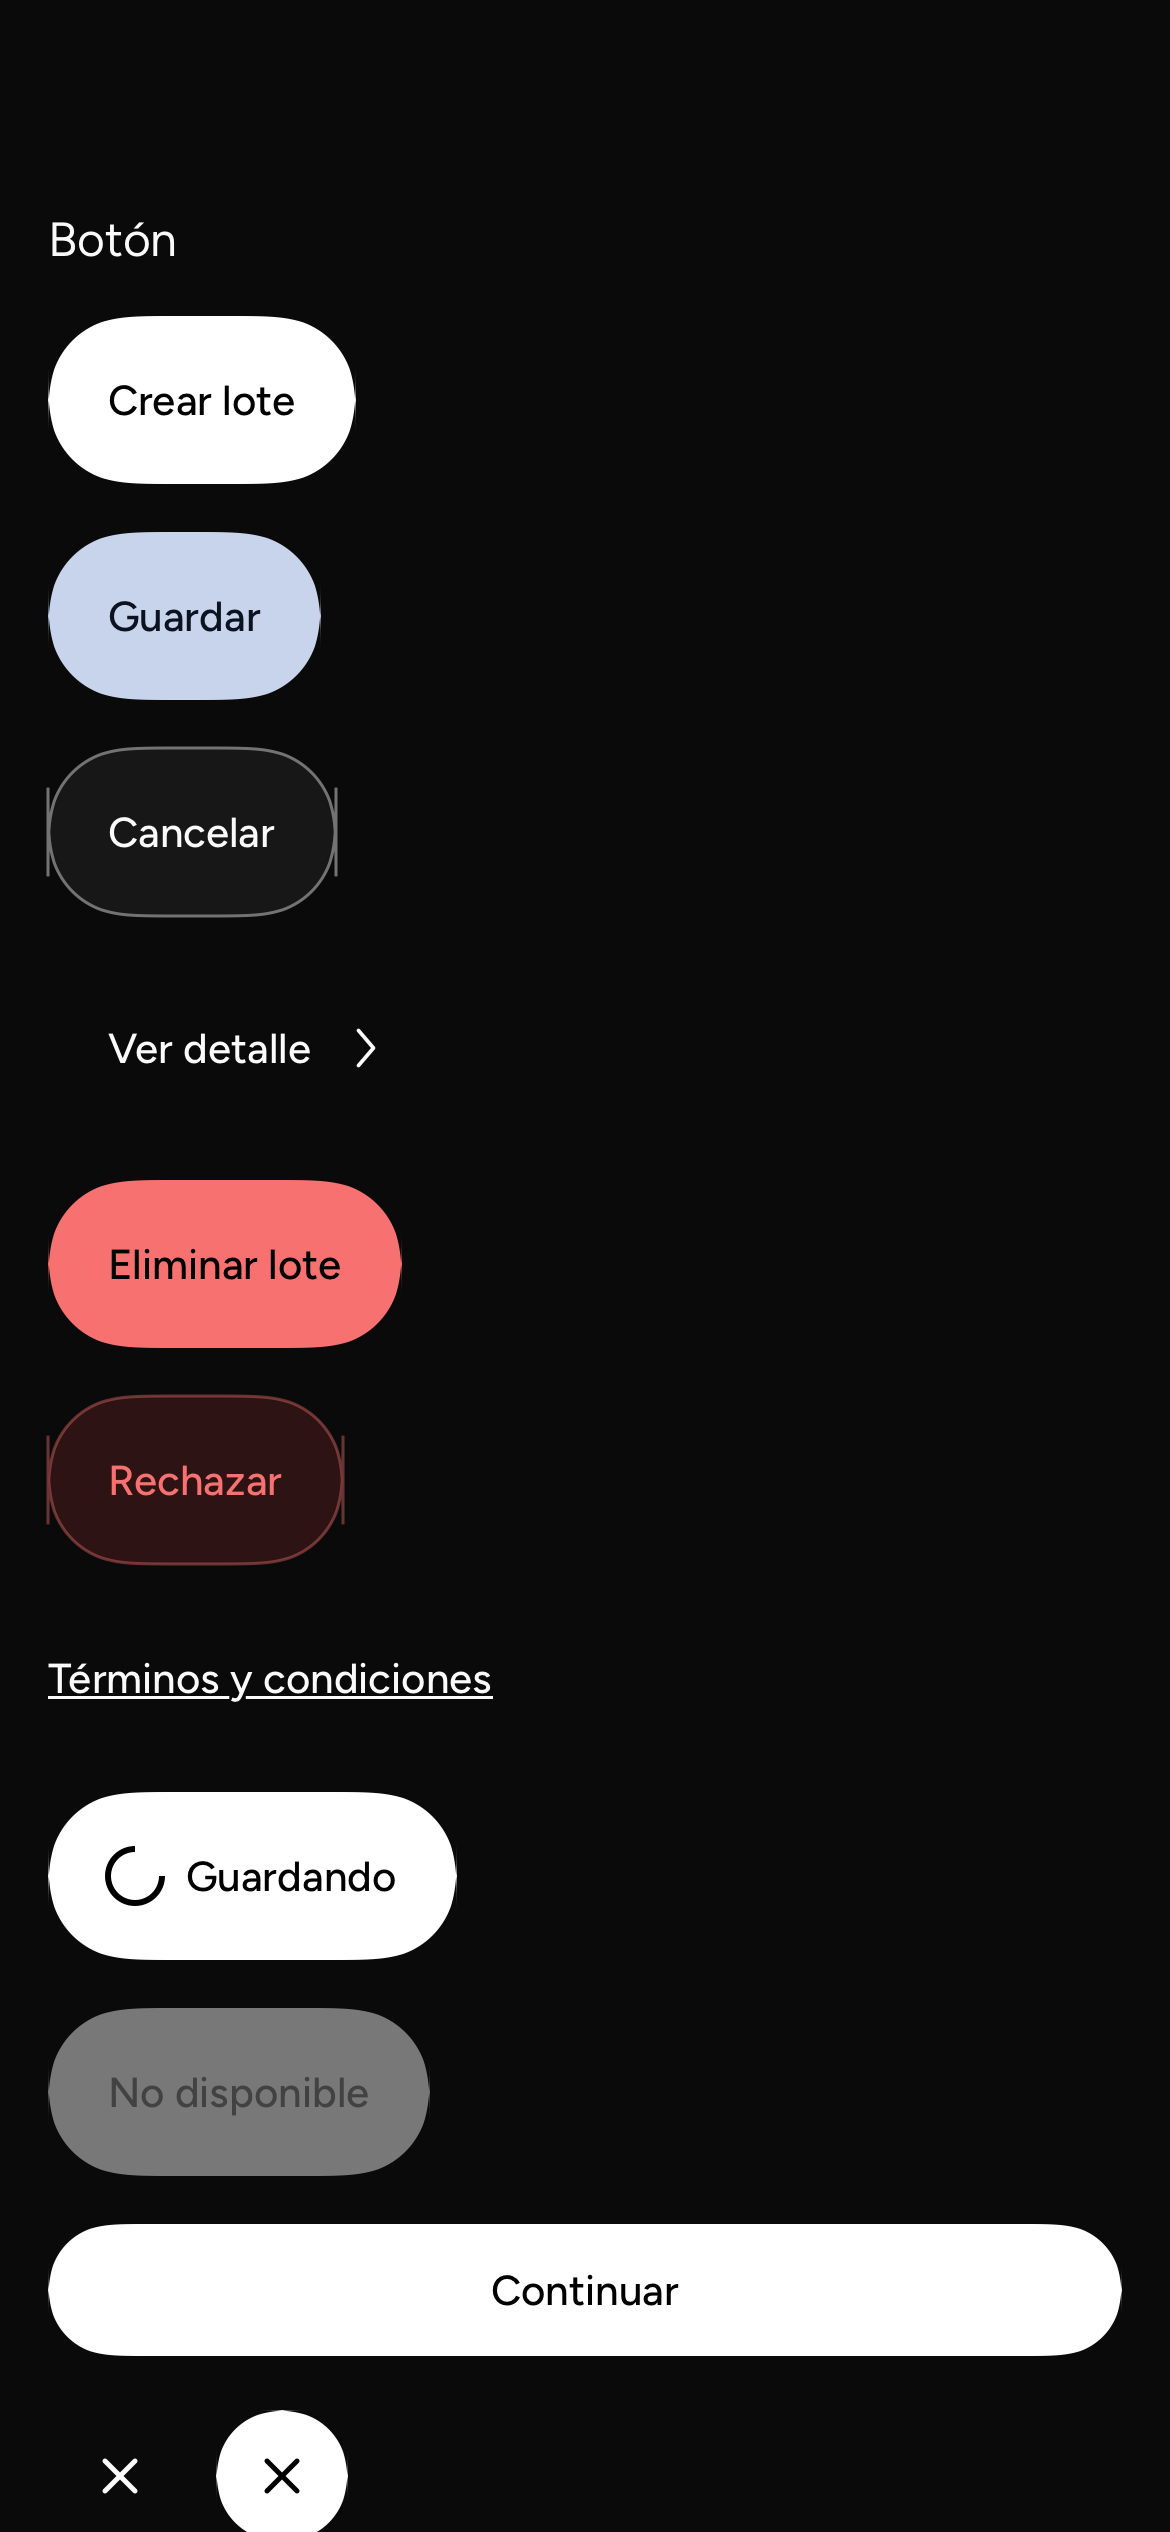 Botón
Crear lote
Guardar
Cancelar
Ver detalle
Eliminar lote
Rechazar
Términos y condiciones
Guardando
No disponible
Continuar